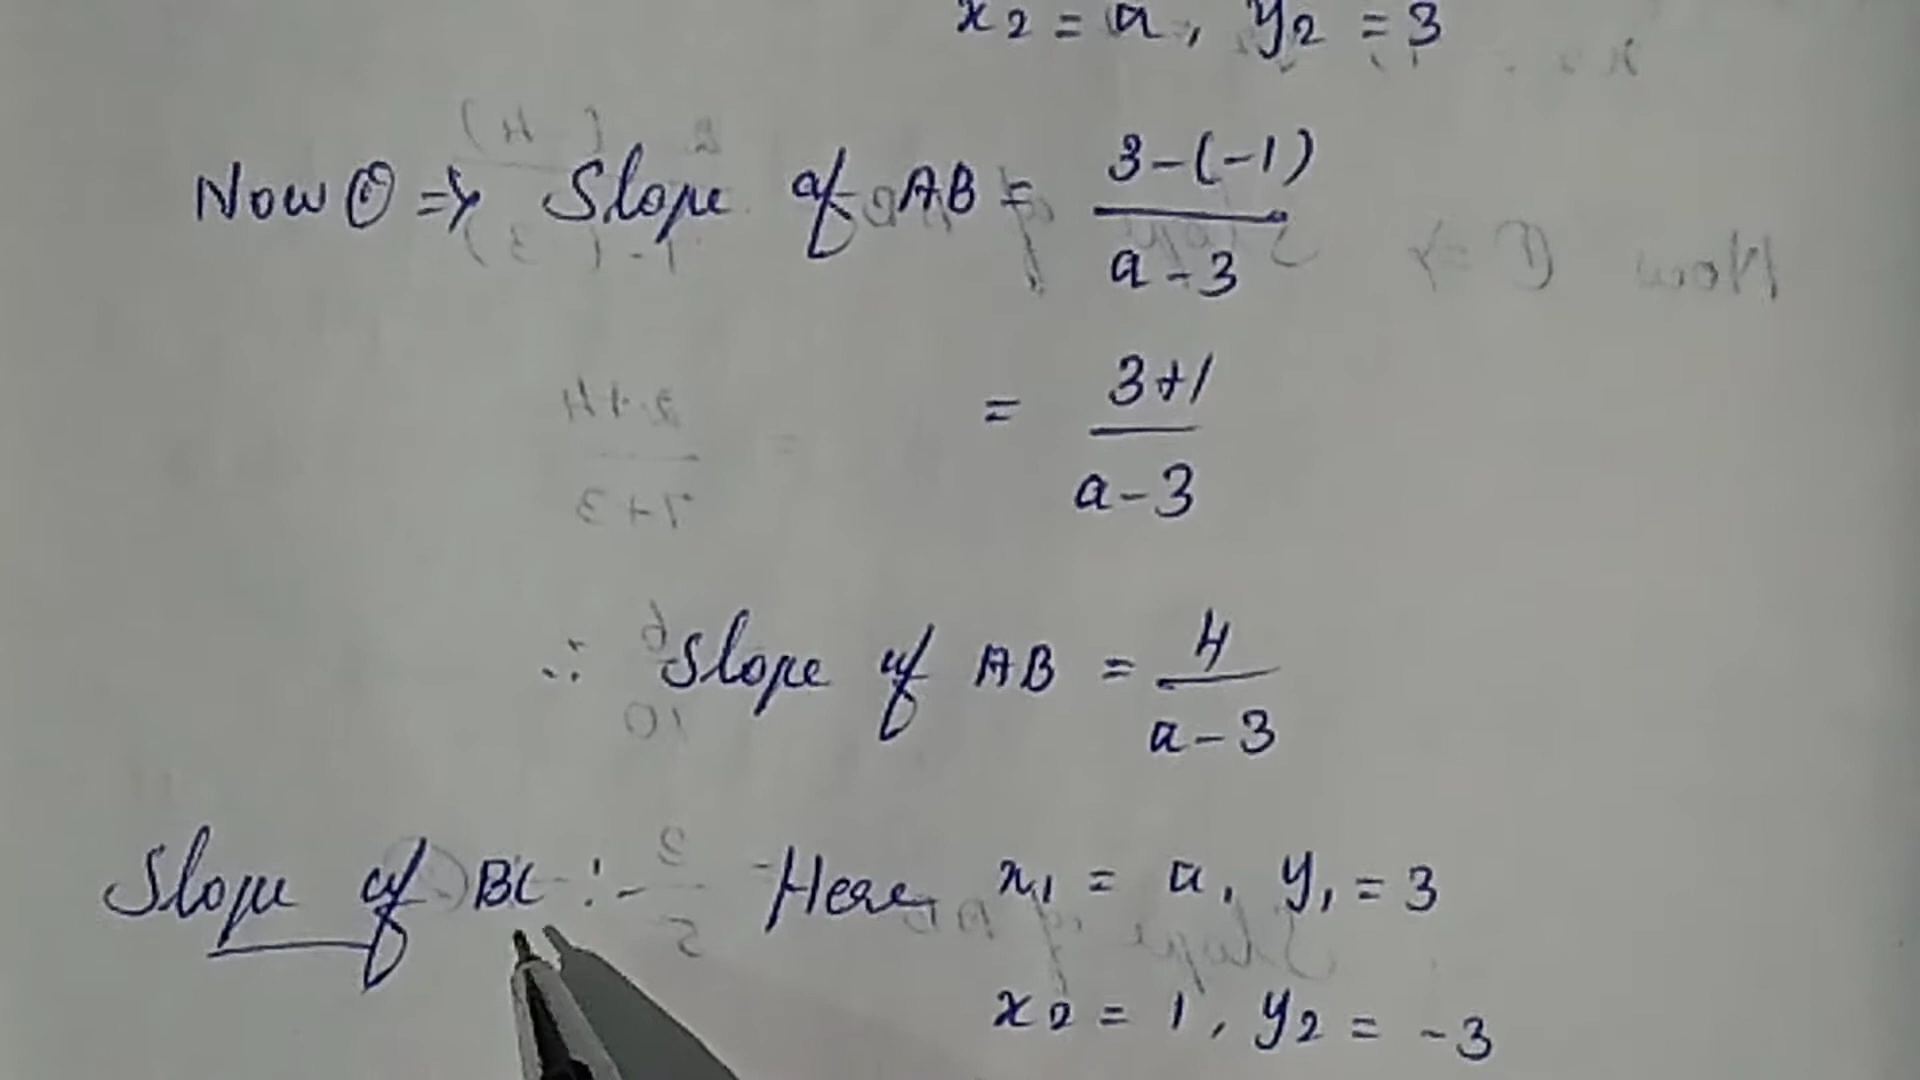 x2 = a, y2 = 3
Now ① => Slope of AB = 3-(-1)
a - 3
= 3+1
a - 3
∴ Slope of AB = 4
a - 3
Slope of BC :- Here x1 = a, y1 = 3
x2 = 1, y2 = -3